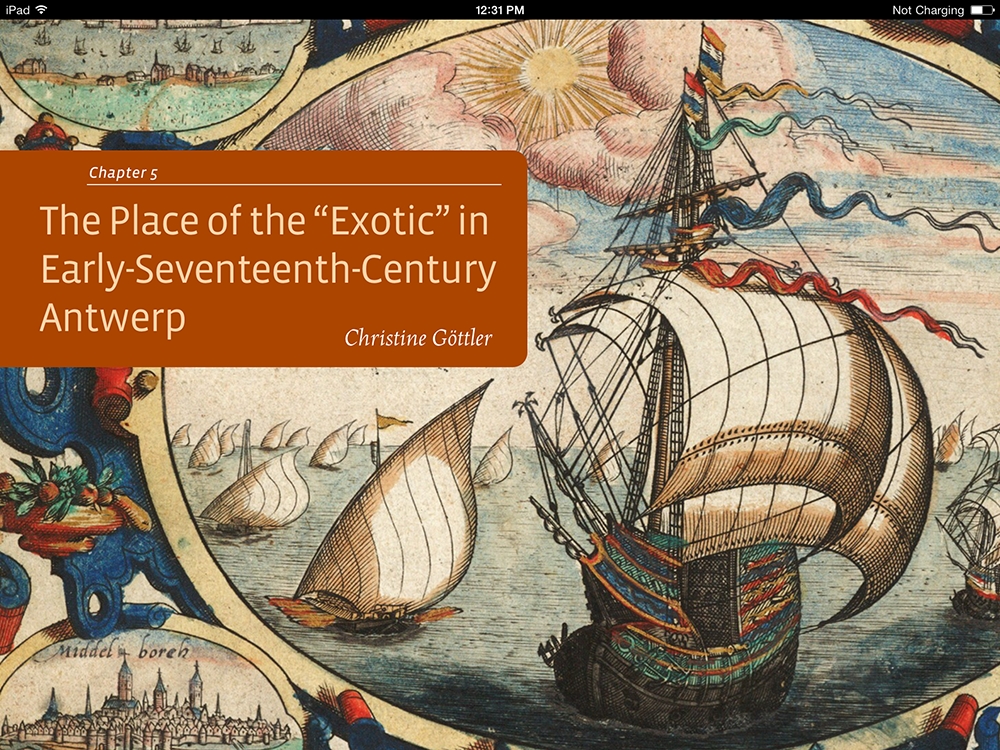 iPad
12:31 PM
Not Charging
Chapter 5
The Place of the “Exotic” in
Early-Seventeenth-Century
Antwerp
Christine Göttler
Middel borch